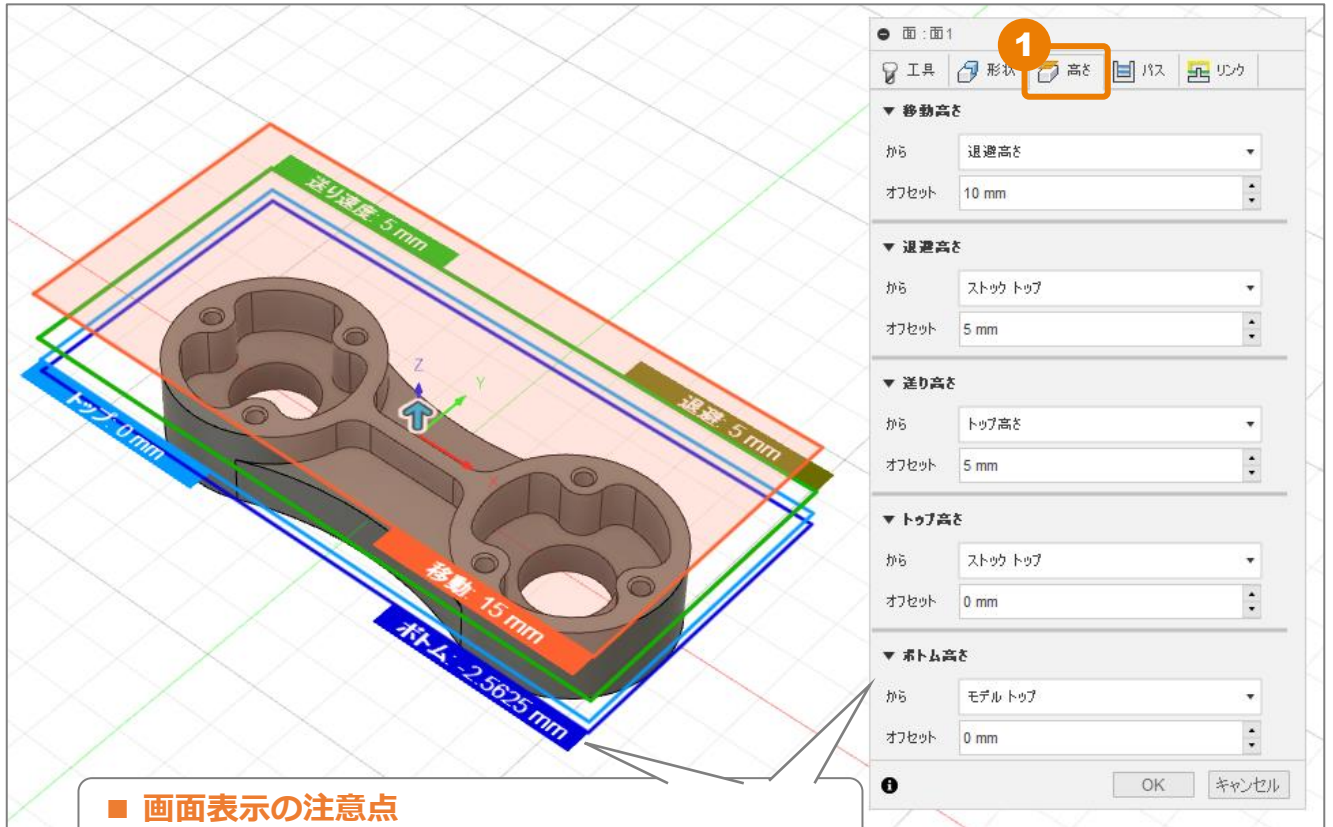 面 : 面1
1
工具 形状 高さ パス リンク
▼ 移動高さ
から 退避高さ
オフセット 10 mm
▼ 退避高さ
から ストック トップ
オフセット 5 mm
▼ 送り高さ
から トップ高さ
オフセット 5 mm
▼ トップ高さ
から ストック トップ
オフセット 0 mm
▼ ボトム高さ
から モデル トップ
オフセット 0 mm
OK キャンセル
送り速度: 5 mm
Z
Y
X
退避: 5 mm
トップ: 0 mm
移動: 15 mm
ボトム: -2.5625 mm
■ 画面表示の注意点